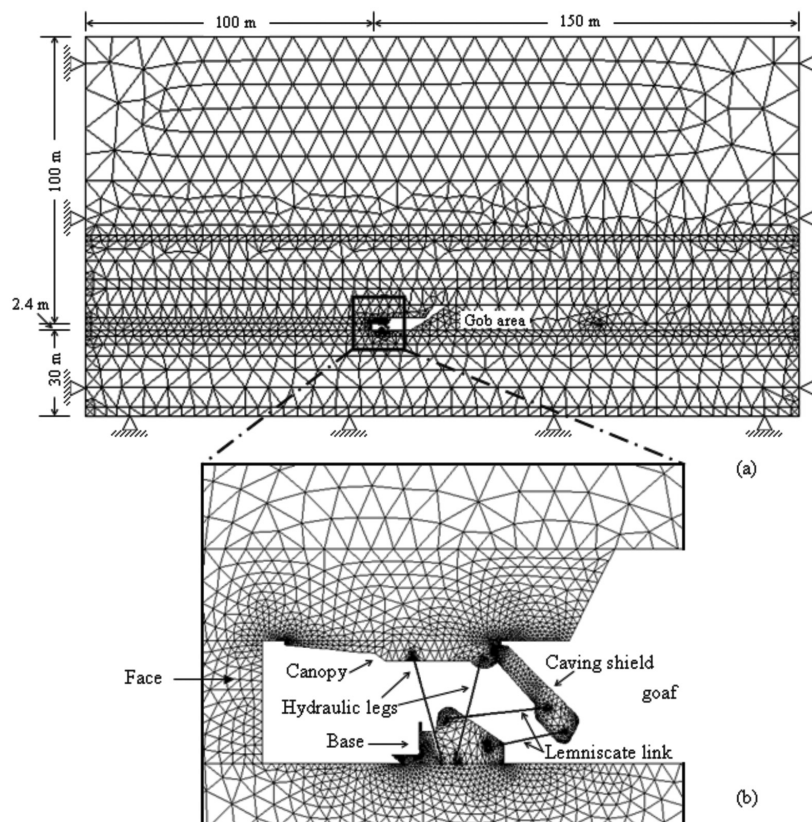 100 m
150 m
100 m
2.4 m
30 m
Gob area
(a)
Canopy
Caving shield
Face
Hydraulic legs
goaf
Base
Lemniscate link
(b)